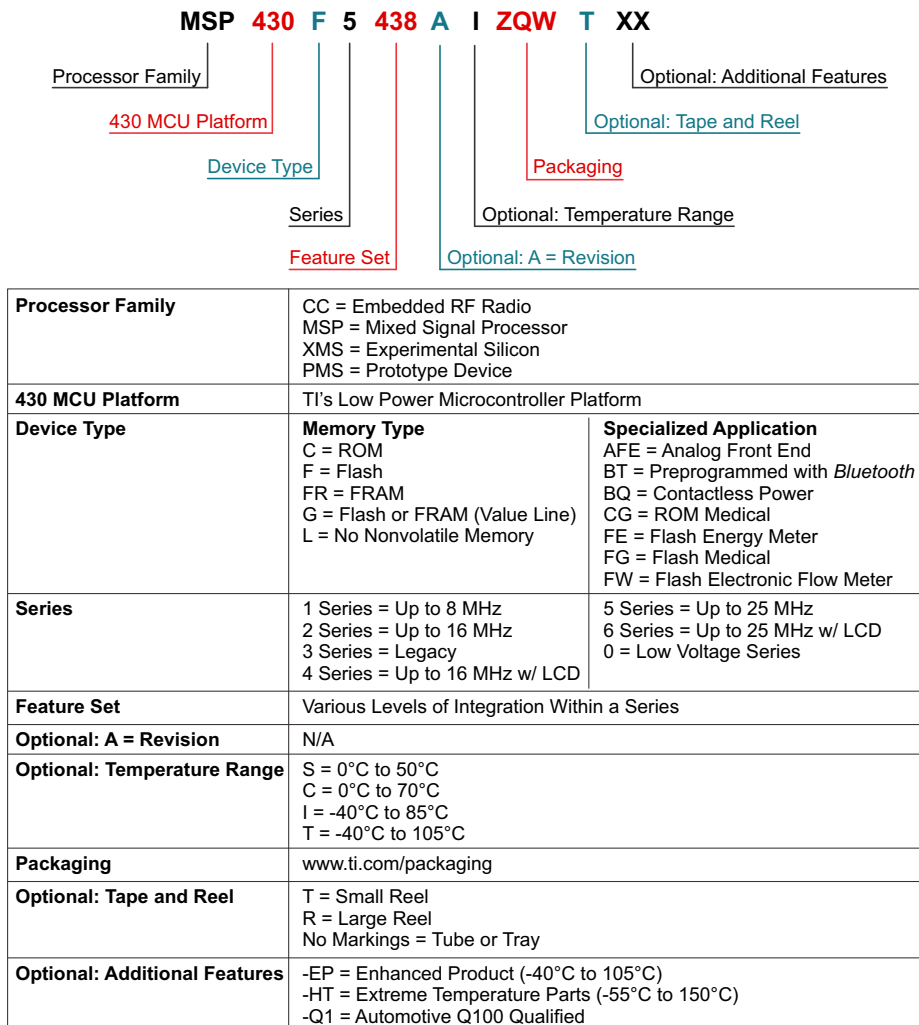 MSP 430 F 5 438 A I ZQW T XX
Processor Family
Optional: Additional Features
430 MCU Platform
Optional: Tape and Reel
Device Type
Packaging
Series
Optional: Temperature Range
Feature Set
Optional: A = Revision
Processor Family
CC = Embedded RF Radio
MSP = Mixed Signal Processor
XMS = Experimental Silicon
PMS = Prototype Device
430 MCU Platform
TI's Low Power Microcontroller Platform
Device Type
Memory Type
C = ROM
F = Flash
FR = FRAM
G = Flash or FRAM (Value Line)
L = No Nonvolatile Memory
Specialized Application
AFE = Analog Front End
BT = Preprogrammed with Bluetooth
BQ = Contactless Power
CG = ROM Medical
FE = Flash Energy Meter
FG = Flash Medical
FW = Flash Electronic Flow Meter
Series
1 Series = Up to 8 MHz
2 Series = Up to 16 MHz
3 Series = Legacy
4 Series = Up to 16 MHz w/ LCD
5 Series = Up to 25 MHz
6 Series = Up to 25 MHz w/ LCD
0 = Low Voltage Series
Feature Set
Various Levels of Integration Within a Series
Optional: A = Revision
N/A
Optional: Temperature Range
S = 0°C to 50°C
C = 0°C to 70°C
I = -40°C to 85°C
T = -40°C to 105°C
Packaging
www.ti.com/packaging
Optional: Tape and Reel
T = Small Reel
R = Large Reel
No Markings = Tube or Tray
Optional: Additional Features
-EP = Enhanced Product (-40°C to 105°C)
-HT = Extreme Temperature Parts (-55°C to 150°C)
-Q1 = Automotive Q100 Qualified